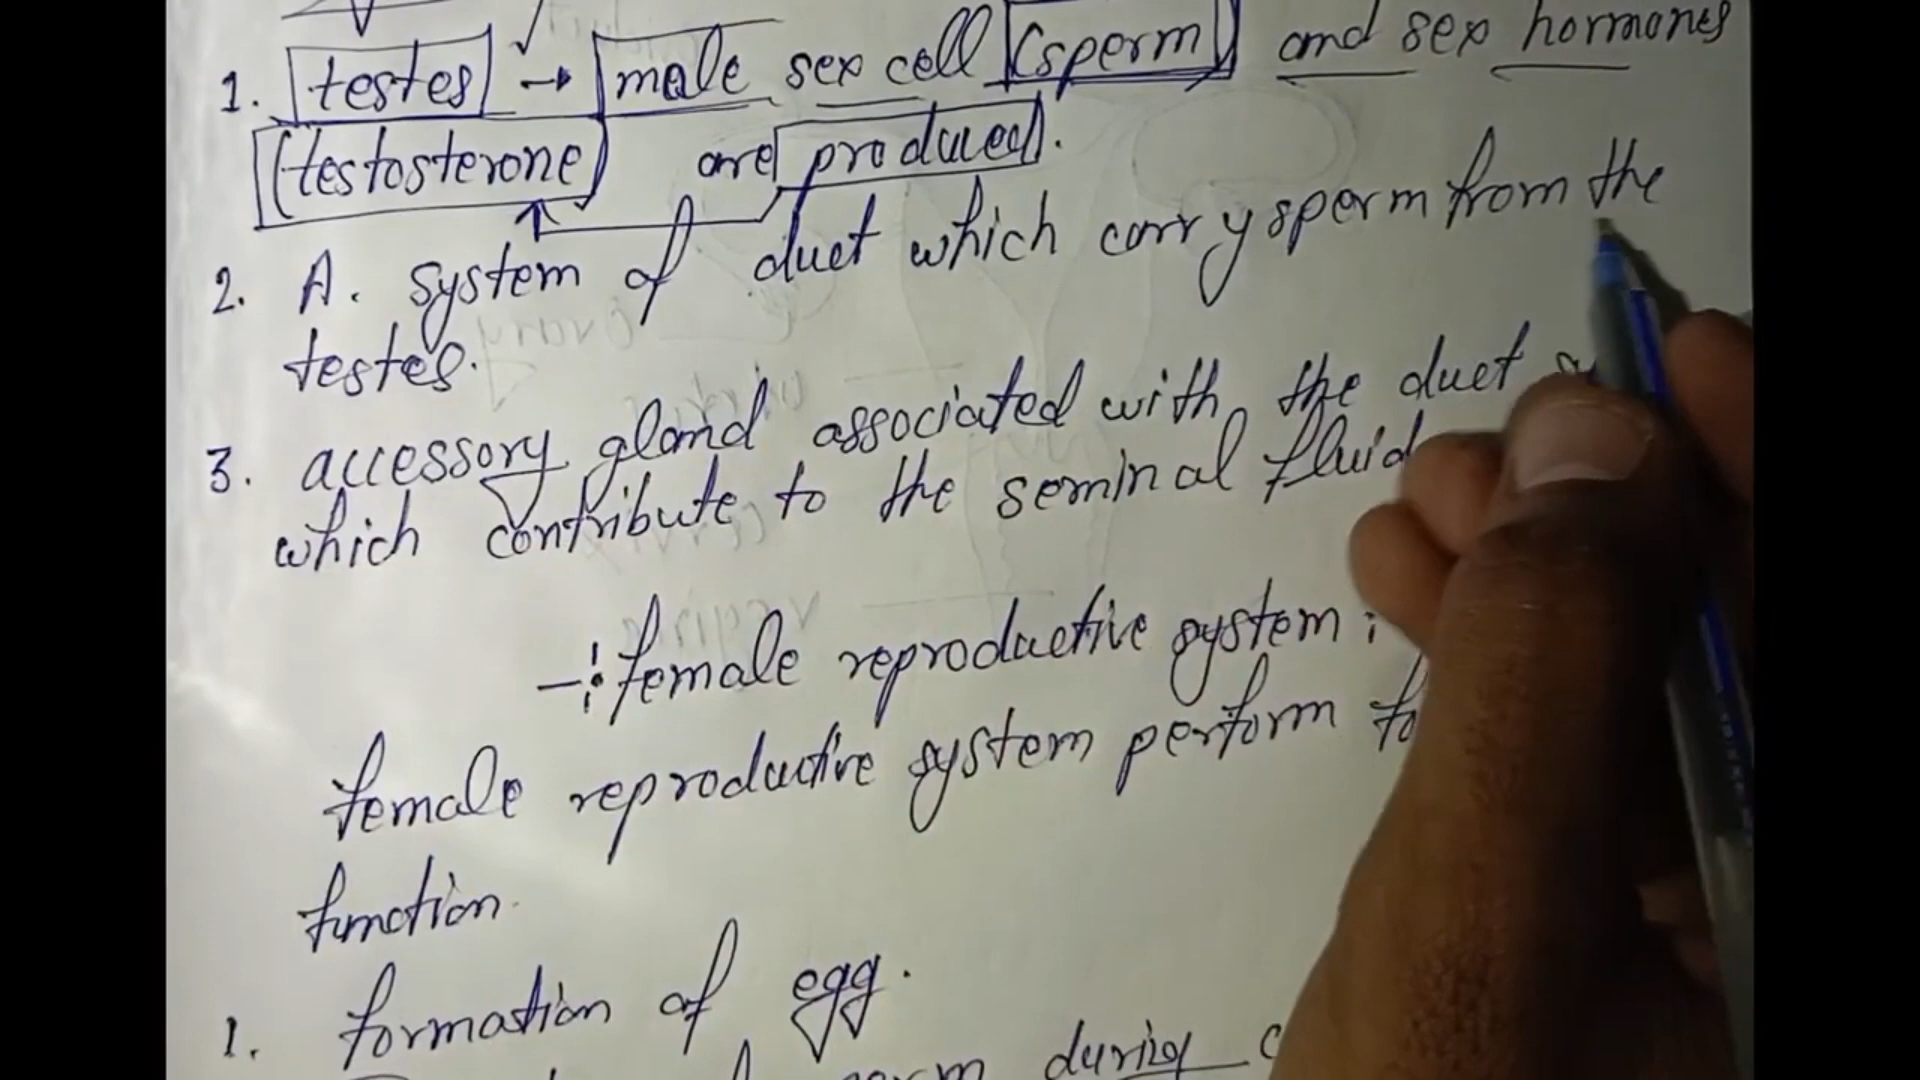 1. testes → male sex cell (sperm) and sex hormones
(testosterone) are produced.
2. A. system of duct which carry sperm from the
testes.
3. accessory gland associated with the duct
which contribute to the seminal fluid
-: female reproductive system :
female reproductive system perform
function.
1. formation of egg.
during